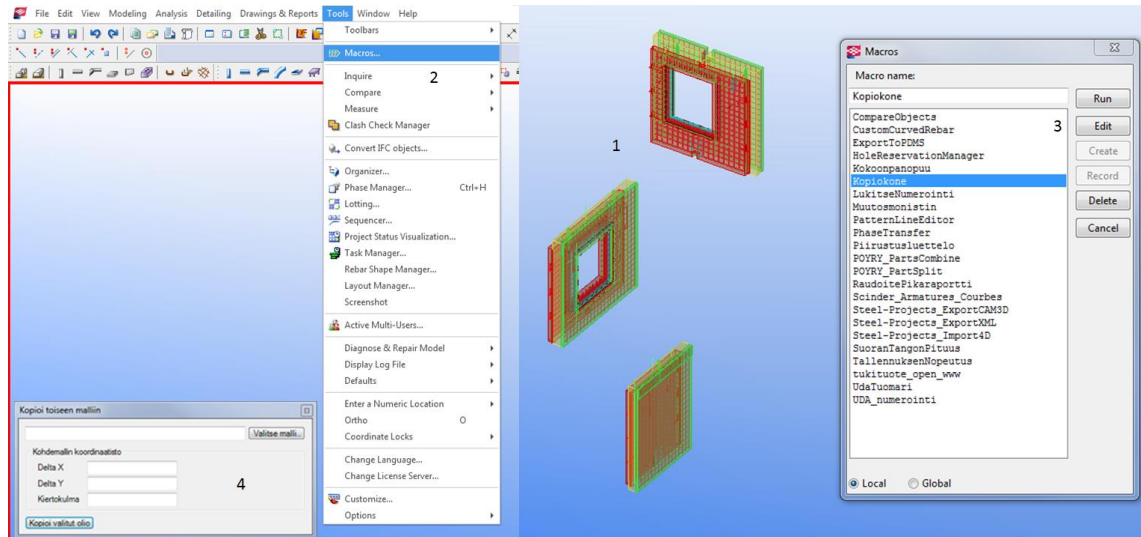 File Edit View Modeling Analysis Detailing Drawings & Reports Tools Window Help
Toolbars
Macros...
2
Inquire
Compare
Measure
Clash Check Manager
Convert IFC objects...
Organizer...
Phase Manager... Ctrl+H
Lotting...
Sequencer...
Project Status Visualization...
Task Manager...
Rebar Shape Manager...
Layout Manager...
Screenshot
Active Multi-Users...
Diagnose & Repair Model
Display Log File
Defaults
Enter a Numeric Location
Ortho O
Coordinate Locks
Change Language...
Change License Server...
Customize...
Options
Kopioi toiseen malliin
Valitse malli..
Kohdemallin koordinaatisto
Delta X
Delta Y
Kiertokulma
4
Kopioi valitut olio
1
Macros
Macro name:
Kopiokone
Run
Edit
Create
Record
Delete
Cancel
3
CompareObjects
CustomCurvedRebar
ExportToPDMS
HoleReservationManager
Kokoonpanopuu
Kopiokone
LukitseNumerointi
Muutosmonistin
PatternLineEditor
PhaseTransfer
Piirustusluettelo
POYRY_PartsCombine
POYRY_PartSplit
RaudoitePikaraportti
Scinder_Armatures_Courbes
Steel-Projects_ExportCAM3D
Steel-Projects_ExportXML
Steel-Projects_Import4D
SuoranTangonPituus
TallennuksenNopeutus
tukituote_open_www
UdaTuomari
UDA_numerointi
Local Global